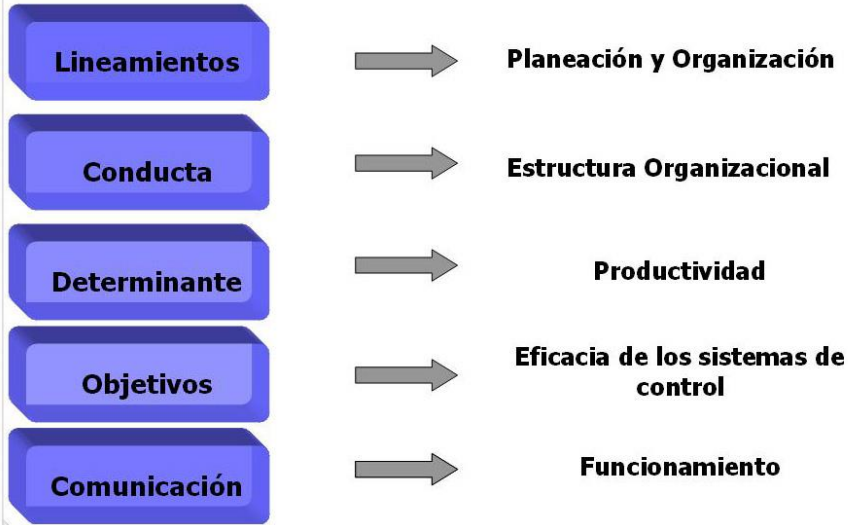 Lineamientos
Planeación y Organización
Conducta
Estructura Organizacional
Determinante
Productividad
Objetivos
Eficacia de los sistemas de
control
Comunicación
Funcionamiento